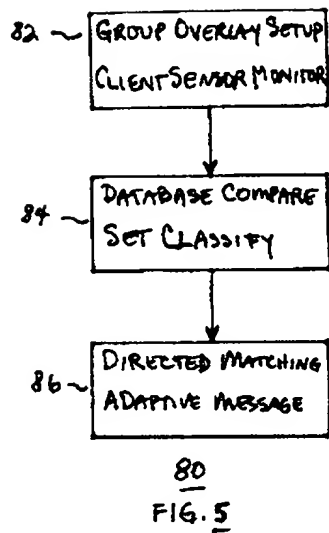 82
GROUP OVERLAY SETUP
CLIENT SENSOR MONITOR
84
DATABASE COMPARE
SET CLASSIFY
86
DIRECTED MATCHING
ADAPTIVE MESSAGE
80
FIG. 5